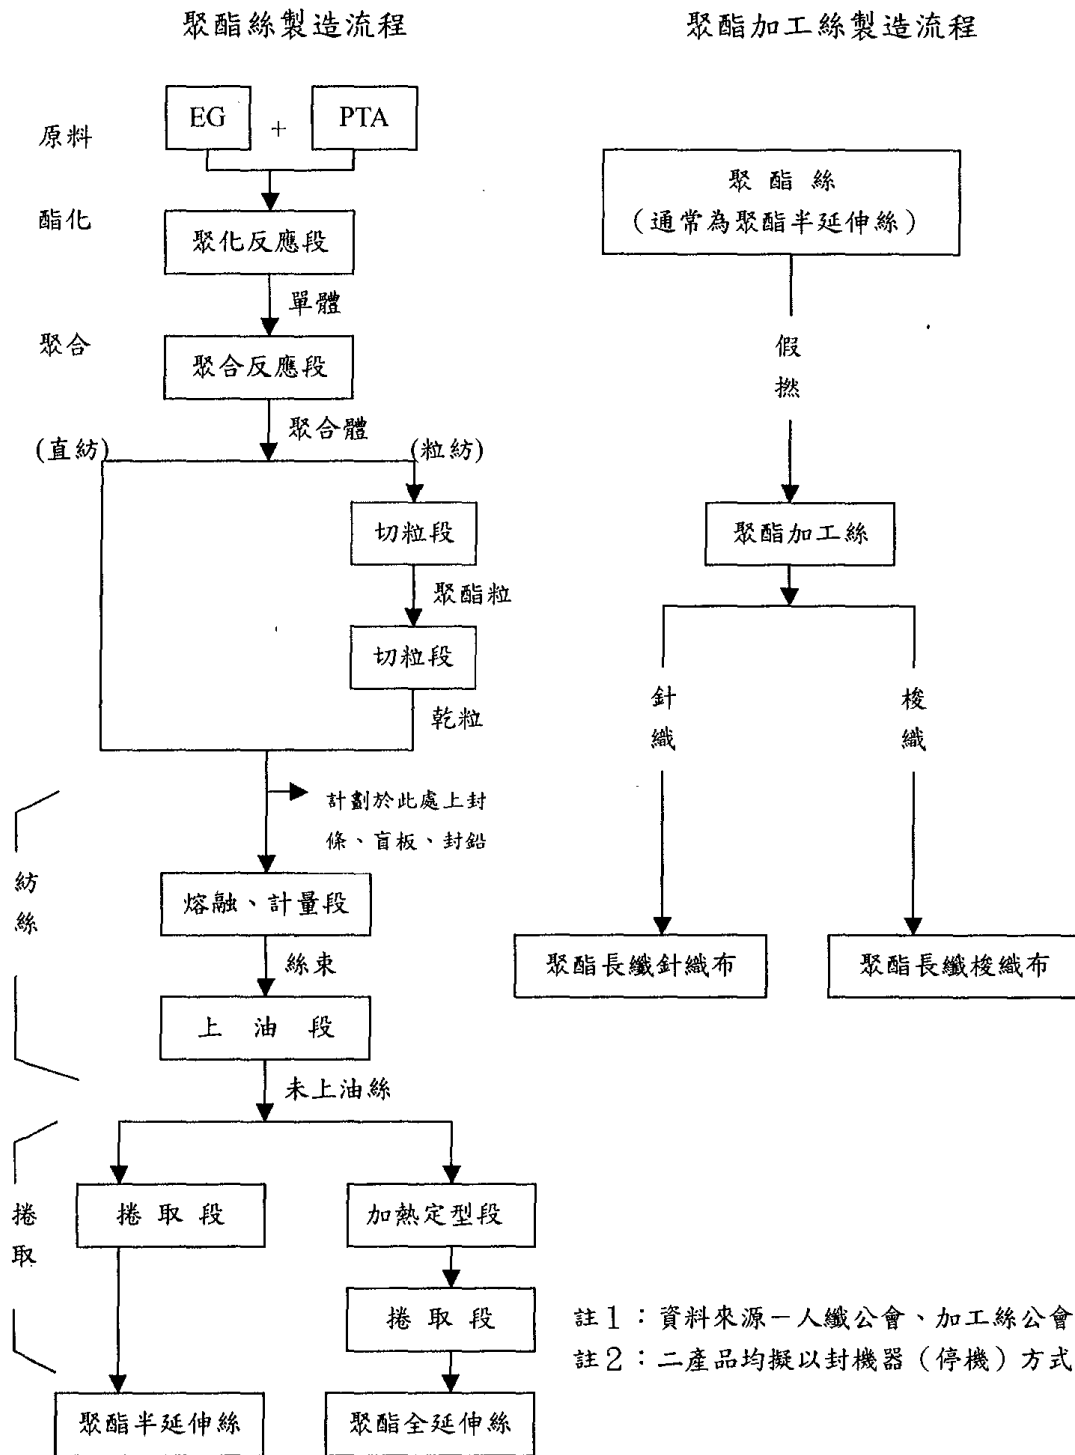 聚酯絲製造流程
聚酯加工絲製造流程
原料
EG
+
PTA
酯化
聚化反應段
單體
聚合
聚合反應段
聚合體
(直紡)
(粒紡)
切粒段
聚酯粒
切粒段
乾粒
計劃於此處上封
條、盲板、封鉛
紡
絲
熔融、計量段
絲束
上油段
未上油絲
捲
取
捲取段
加熱定型段
捲取段
聚酯半延伸絲
聚酯全延伸絲
聚酯絲
(通常為聚酯半延伸絲)
假
撚
聚酯加工絲
針
織
梭
織
聚酯長纖針織布
聚酯長纖梭織布
註1:資料來源-人纖公會、加工絲公會
註2:二產品均擬以封機器(停機)方式